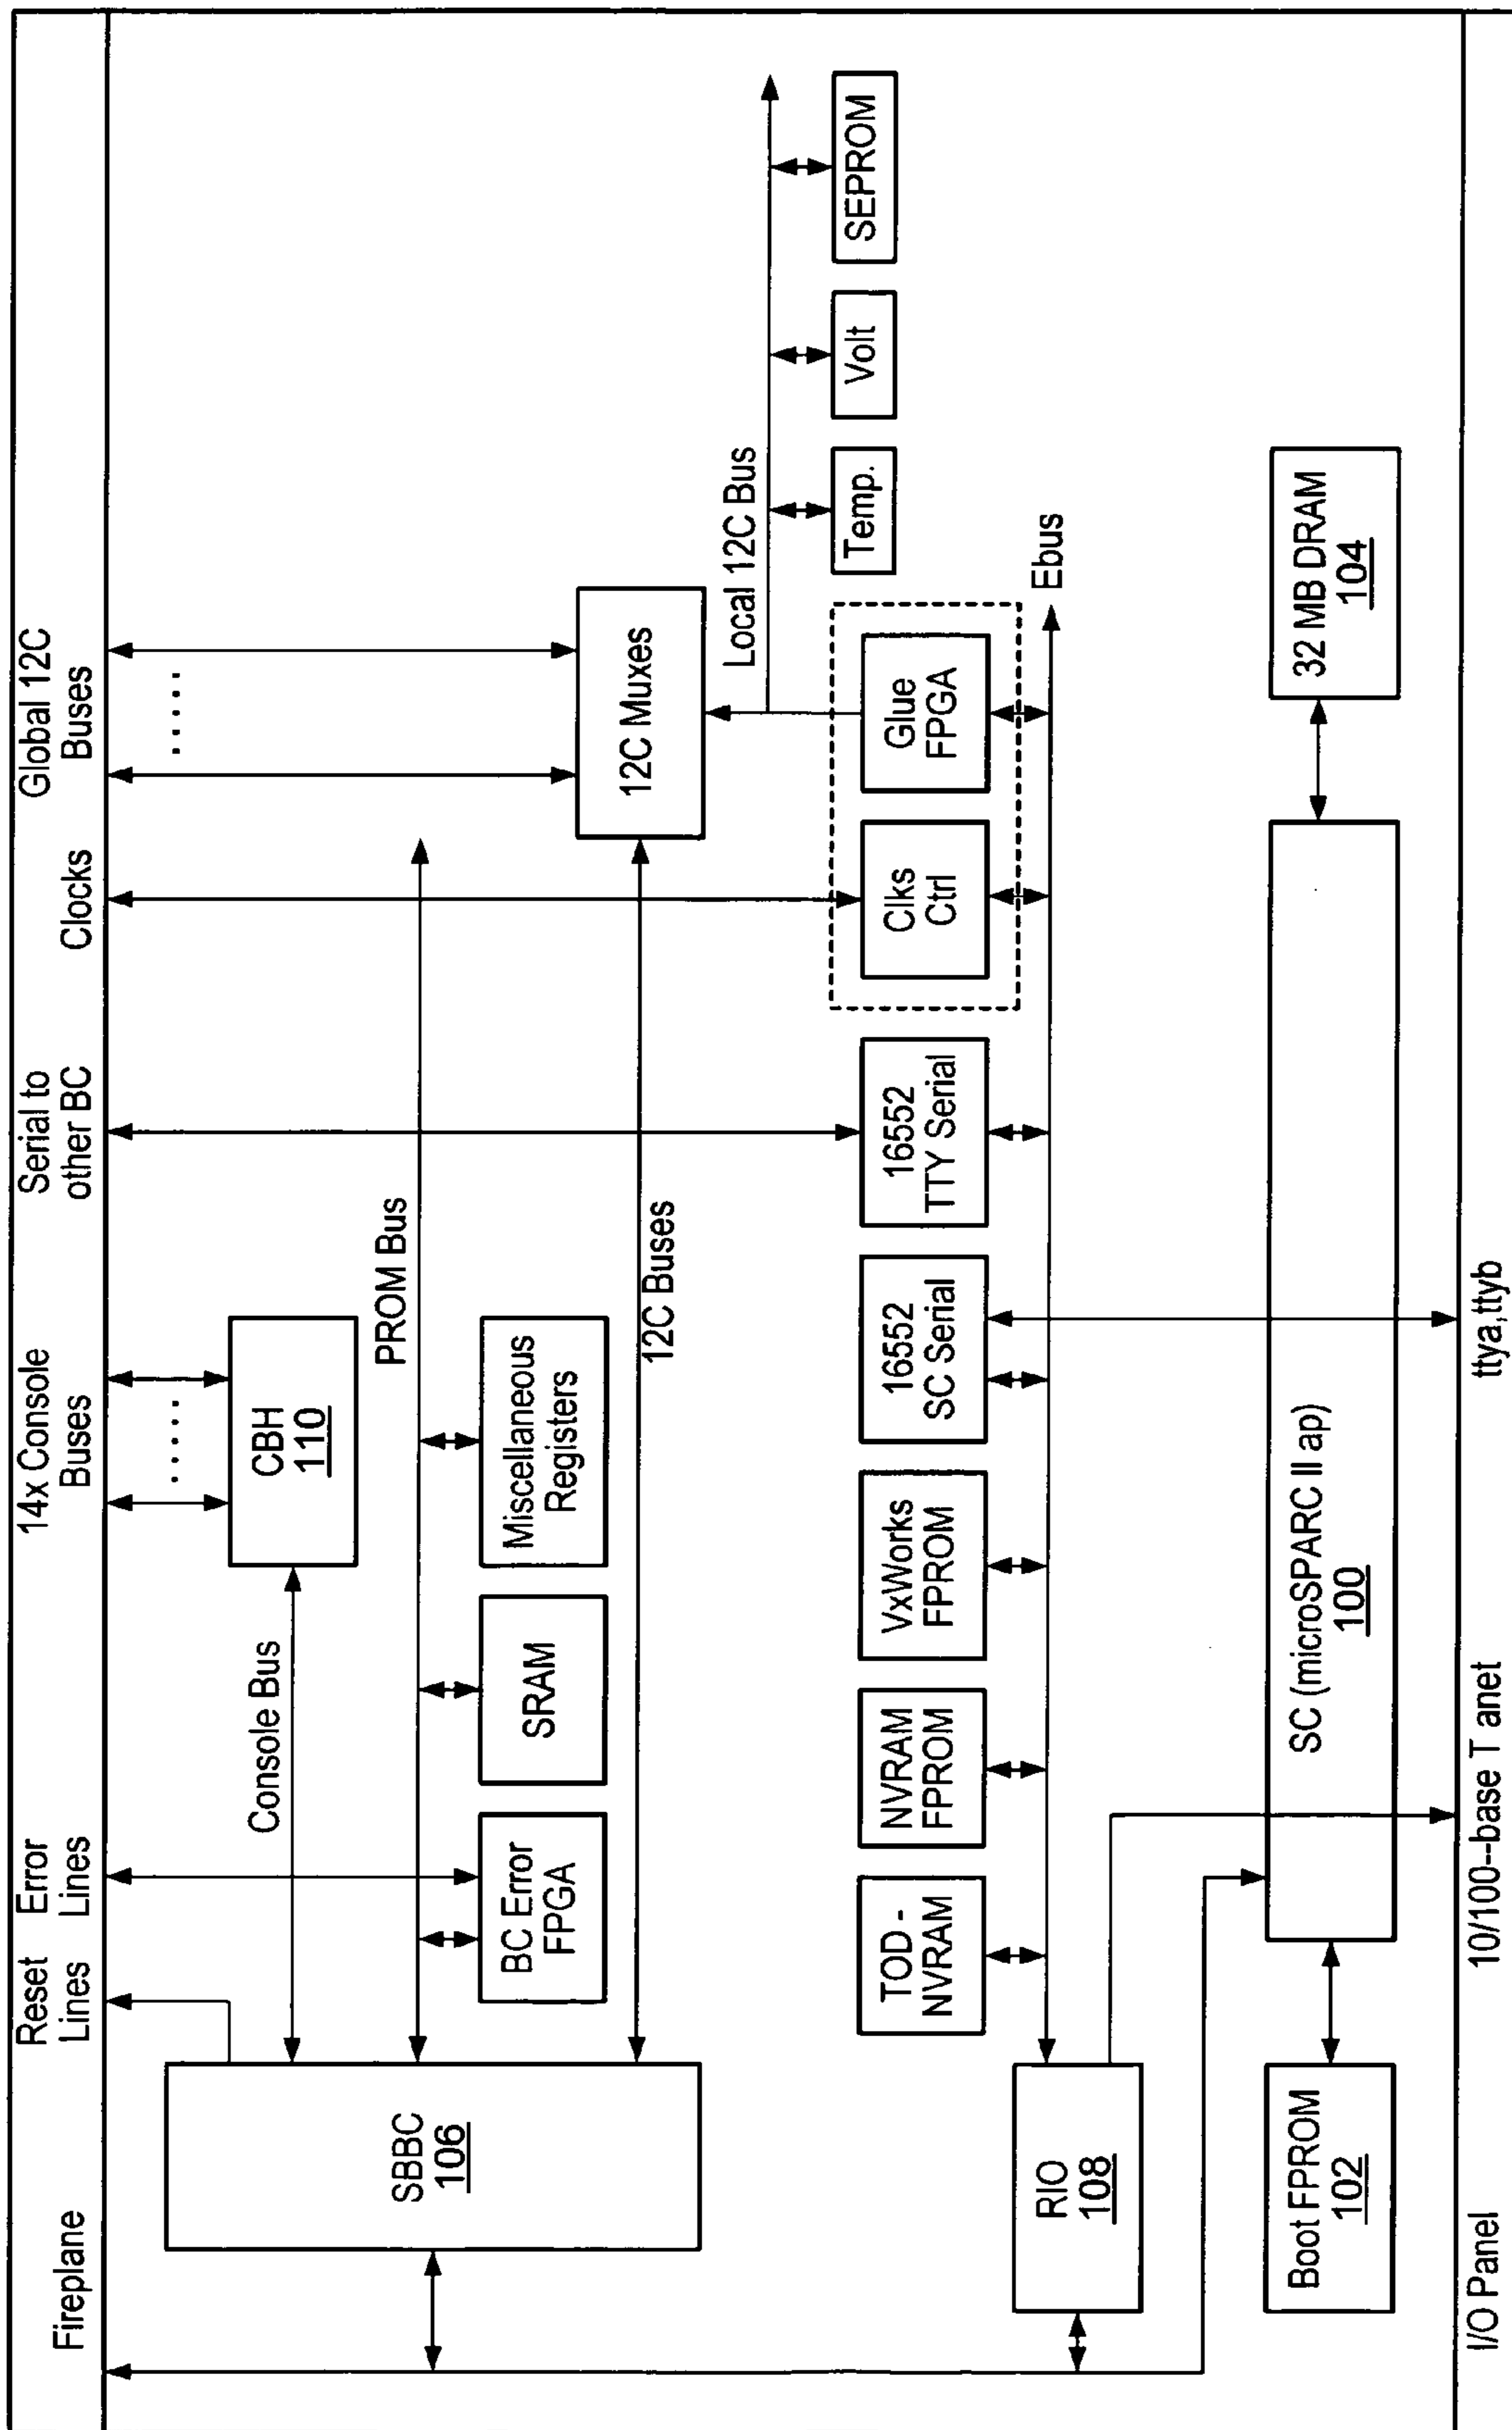 Fireplane
Reset
Lines
Error
Lines
14x Console
Buses
Serial to
other BC
Clocks
Global 12C
Buses
.....
.....
SBBC
106
Console Bus
CBH
110
PROM Bus
BC Error
FPGA
SRAM
Miscellaneous
Registers
12C Buses
12C Muxes
Local 12C Bus
Temp.
Volt
SEPROM
TOD -
NVRAM
NVRAM
FPROM
VxWorks
FPROM
16552
SC Serial
16552
TTY Serial
Clks
Ctrl
Glue
FPGA
Ebus
RIO
108
Boot FPROM
102
SC (microSPARC II ap)
100
32 MB DRAM
104
I/O Panel
10/100--base T anet
ttya,ttyb